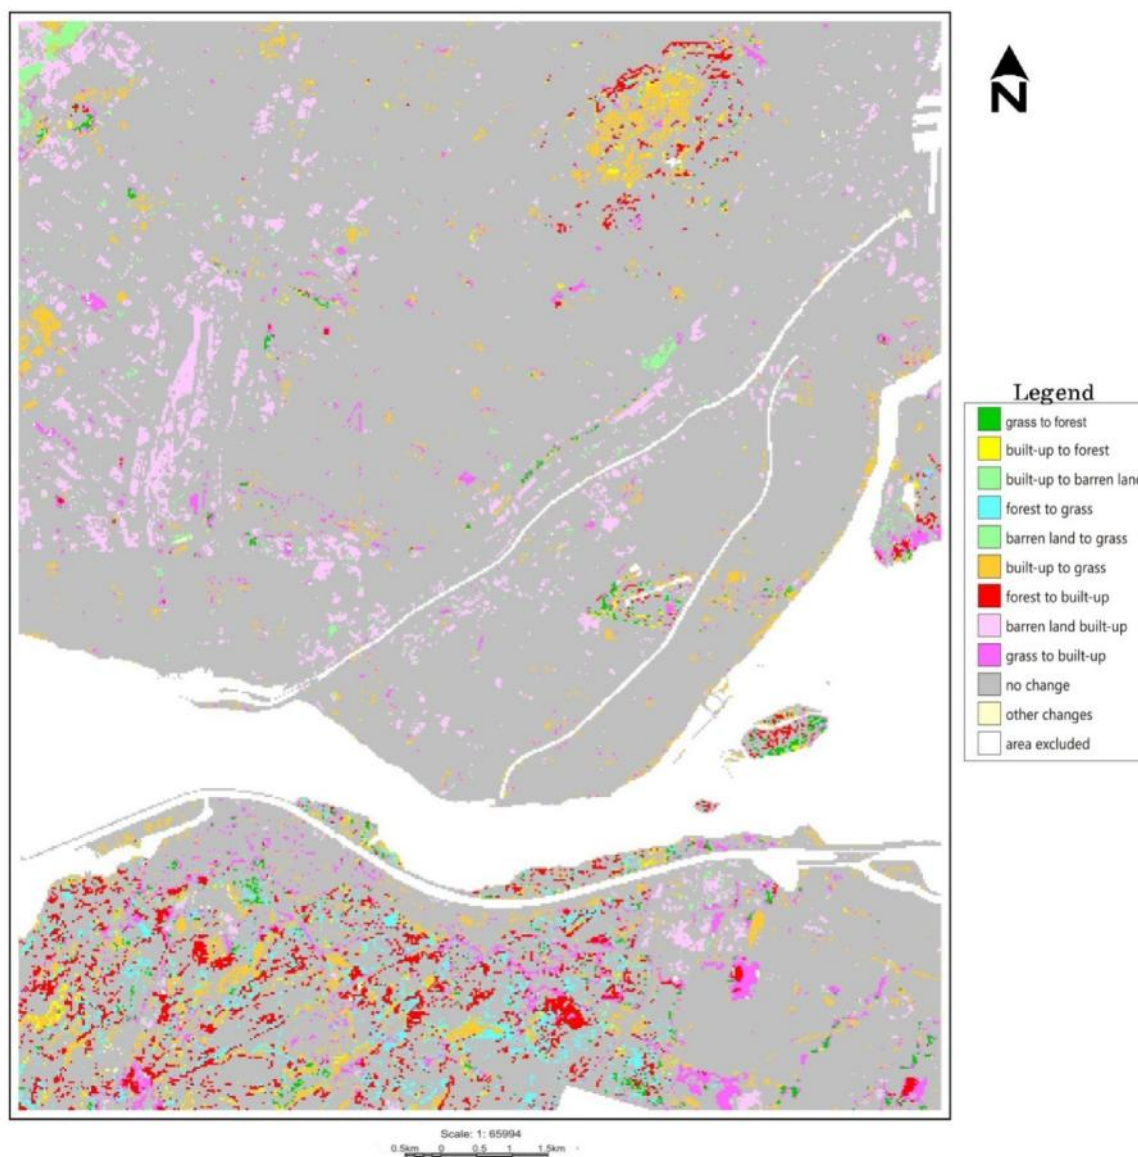 N
Legend
grass to forest
built-up to forest
built-up to barren land
forest to grass
barren land to grass
built-up to grass
forest to built-up
barren land built-up
grass to built-up
no change
other changes
area excluded
Scale: 1: 65994
0.5km 0 0.5 1 1.5km